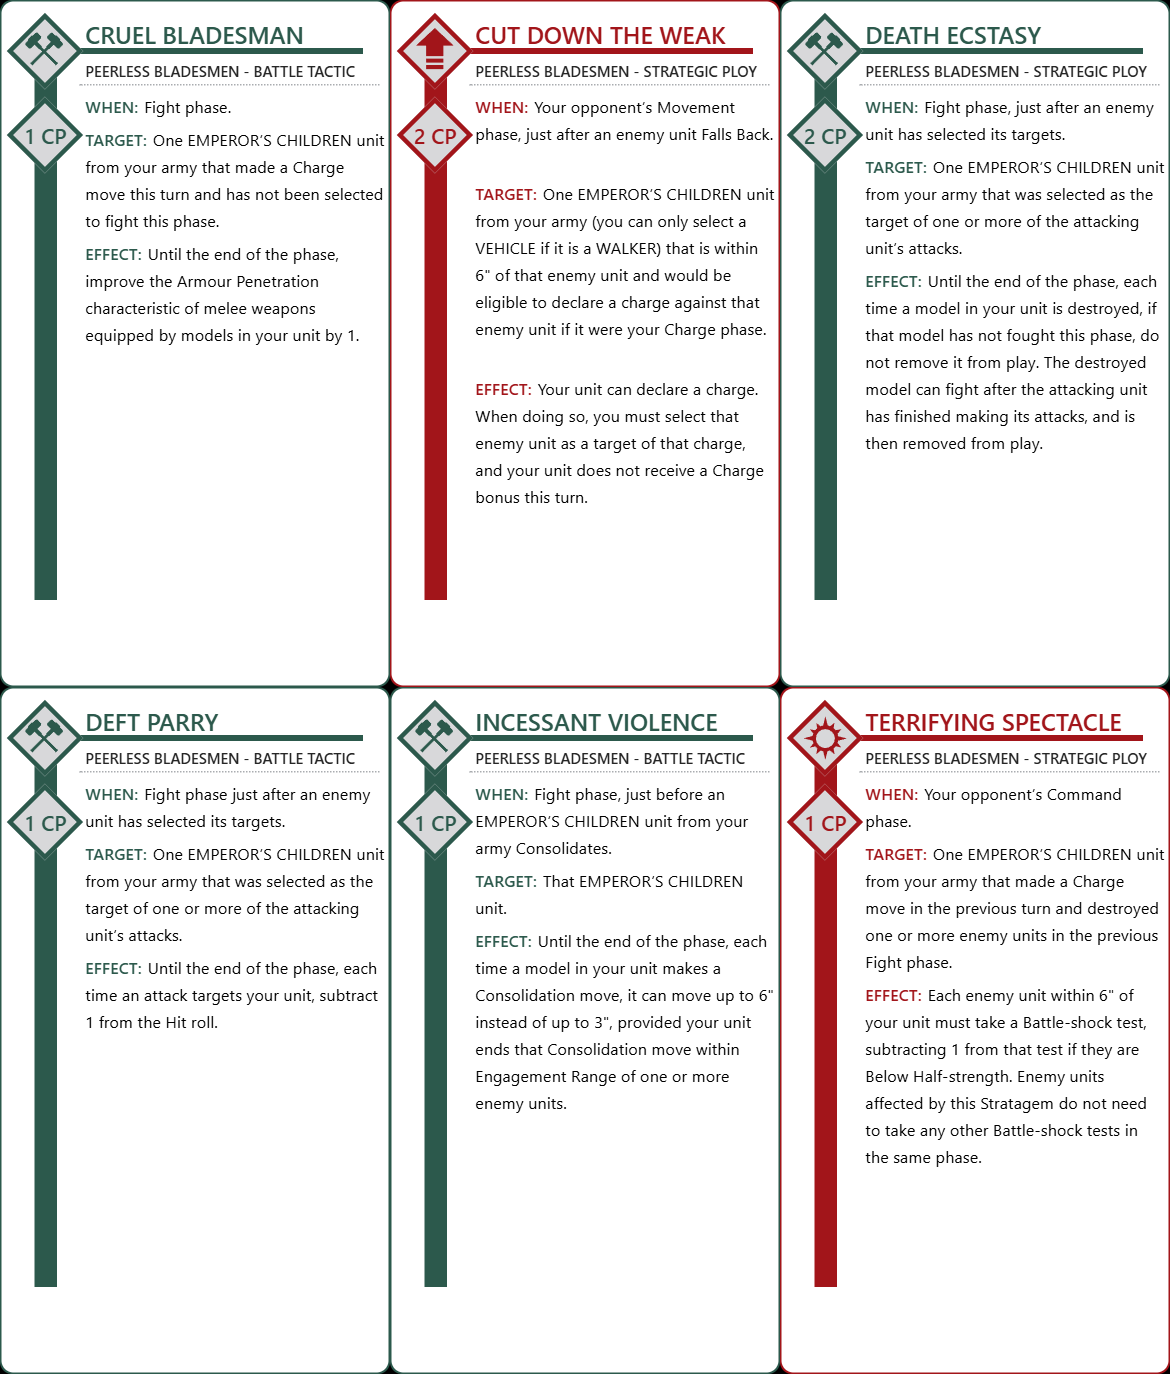 CRUEL BLADESMAN
PEERLESS BLADESMEN - BATTLE TACTIC
1 CP
WHEN: Fight phase.
TARGET: One EMPEROR'S CHILDREN unit
from your army that made a Charge
move this turn and has not been selected
to fight this phase.
EFFECT: Until the end of the phase,
improve the Armour Penetration
characteristic of melee weapons
equipped by models in your unit by 1.
CUT DOWN THE WEAK
PEERLESS BLADESMEN - STRATEGIC PLOY
2 CP
WHEN: Your opponent's Movement
phase, just after an enemy unit Falls Back.
TARGET: One EMPEROR'S CHILDREN unit
from your army (you can only select a
VEHICLE if it is a WALKER) that is within
6" of that enemy unit and would be
eligible to declare a charge against that
enemy unit if it were your Charge phase.
EFFECT: Your unit can declare a charge.
When doing so, you must select that
enemy unit as a target of that charge,
and your unit does not receive a Charge
bonus this turn.
DEATH ECSTASY
PEERLESS BLADESMEN - STRATEGIC PLOY
2 CP
WHEN: Fight phase, just after an enemy
unit has selected its targets.
TARGET: One EMPEROR'S CHILDREN unit
from your army that was selected as the
target of one or more of the attacking
unit's attacks.
EFFECT: Until the end of the phase, each
time a model in your unit is destroyed, if
that model has not fought this phase, do
not remove it from play. The destroyed
model can fight after the attacking unit
has finished making its attacks, and is
then removed from play.
DEFT PARRY
PEERLESS BLADESMEN - BATTLE TACTIC
1 CP
WHEN: Fight phase just after an enemy
unit has selected its targets.
TARGET: One EMPEROR'S CHILDREN unit
from your army that was selected as the
target of one or more of the attacking
unit's attacks.
EFFECT: Until the end of the phase, each
time an attack targets your unit, subtract
1 from the Hit roll.
INCESSANT VIOLENCE
PEERLESS BLADESMEN - BATTLE TACTIC
1 CP
WHEN: Fight phase, just before an
EMPEROR'S CHILDREN unit from your
army Consolidates.
TARGET: That EMPEROR'S CHILDREN
unit.
EFFECT: Until the end of the phase, each
time a model in your unit makes a
Consolidation move, it can move up to 6"
instead of up to 3", provided your unit
ends that Consolidation move within
Engagement Range of one or more
enemy units.
TERRIFYING SPECTACLE
PEERLESS BLADESMEN - STRATEGIC PLOY
1 CP
WHEN: Your opponent's Command
phase.
TARGET: One EMPEROR'S CHILDREN unit
from your army that made a Charge
move in the previous turn and destroyed
one or more enemy units in the previous
Fight phase.
EFFECT: Each enemy unit within 6" of
your unit must take a Battle-shock test,
subtracting 1 from that test if they are
Below Half-strength. Enemy units
affected by this Stratagem do not need
to take any other Battle-shock tests in
the same phase.